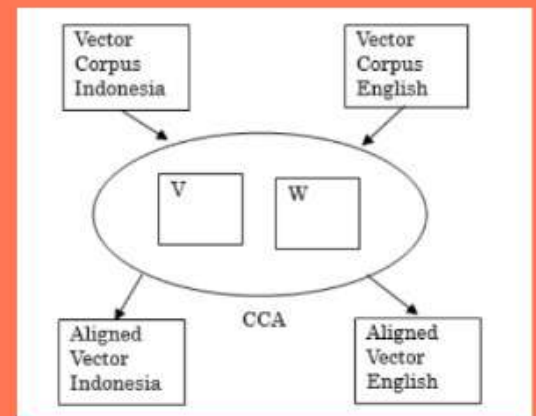 Vector
Corpus
Indonesia
Vector
Corpus
English
V
W
CCA
Aligned
Vector
Indonesia
Aligned
Vector
English